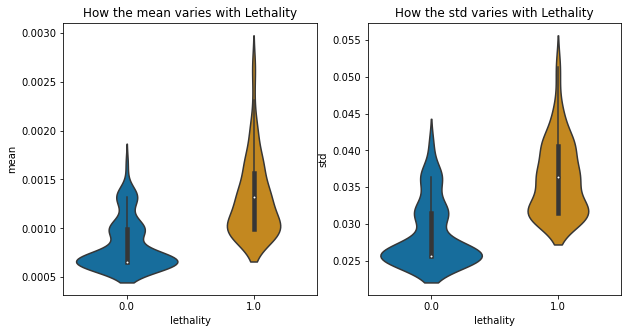 How the mean varies with Lethality
0.0030
0.0025
0.0020
0.0015
0.0010
0.0005
mean
0.0
1.0
lethality
How the std varies with Lethality
0.055
0.050
0.045
0.040
0.035
0.030
0.025
std
0.0
1.0
lethality